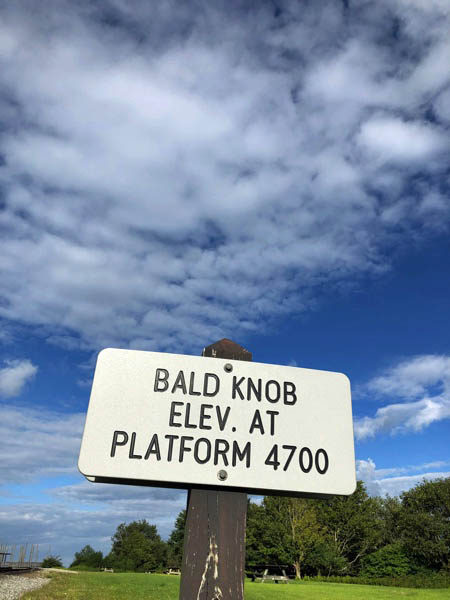 BALD KNOB
ELEV. AT
PLATFORM 4700